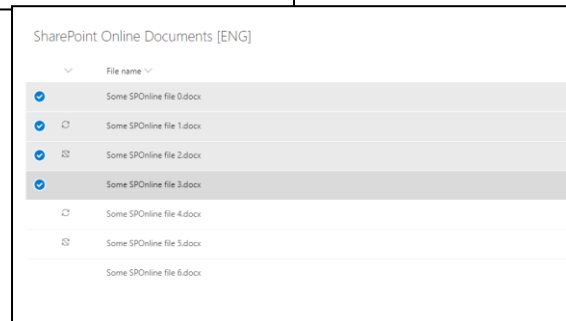 SharePoint Online Documents [ENG]
File name
Some SPOnline file 0.docx
Some SPOnline file 1.docx
Some SPOnline file 2.docx
Some SPOnline file 3.docx
Some SPOnline file 4.docx
Some SPOnline file 5.docx
Some SPOnline file 6.docx